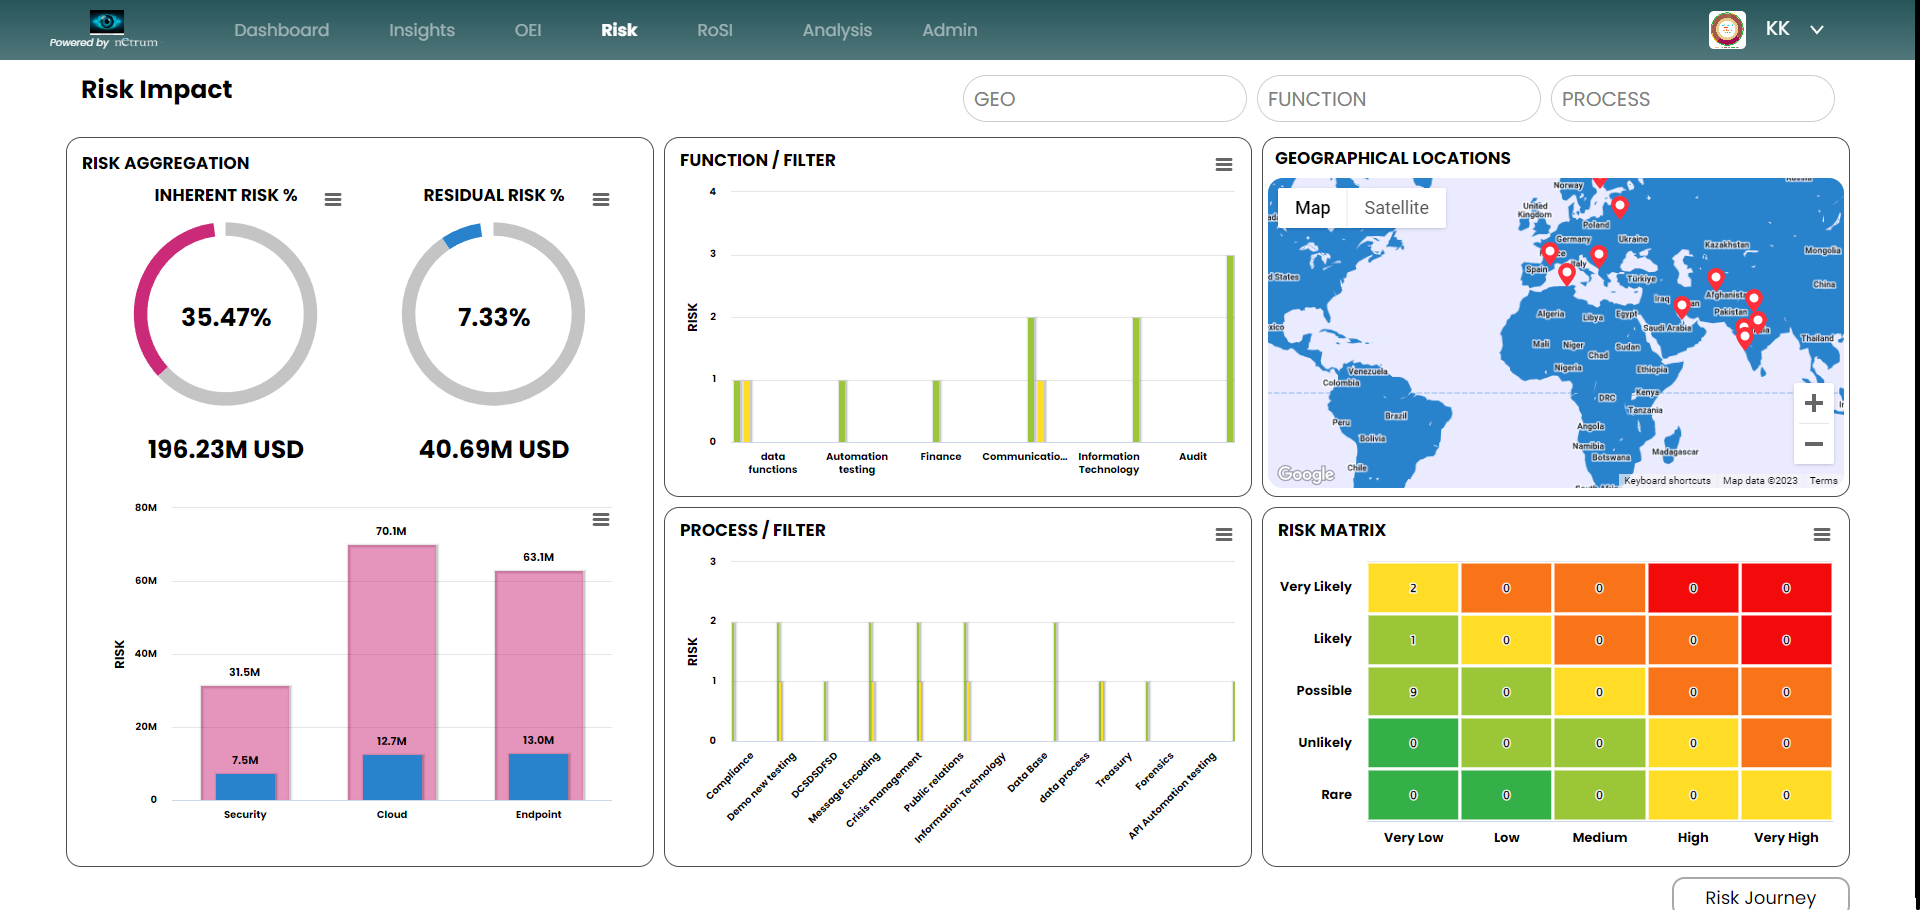 Powered by nCtrum
Dashboard
Insights
OEI
Risk
RoSI
Analysis
Admin
KK
Risk Impact
GEO
FUNCTION
PROCESS
RISK AGGREGATION
INHERENT RISK %
RESIDUAL RISK %
35.47%
7.33%
196.23M USD
40.69M USD
80M
60M
40M
20M
0
RISK
31.5M
70.1M
63.1M
7.5M
12.7M
13.0M
Security
Cloud
Endpoint
FUNCTION / FILTER
4
3
2
1
0
RISK
data functions
Automation testing
Finance
Communicatio...
Information Technology
Audit
GEOGRAPHICAL LOCATIONS
Map
Satellite
Norway
United Kingdom
Poland
Germany
Ukraine
Kazakhstan
Mongolia
d States
Spain
Italy
Türkiye
China
Iraq
Afghanista
Pakistan
Algeria
Libya
Egypt
Saudi Arabia
xico
Mali
Niger
Sudan
Chad
Thailand
Nigeria
Ethiopia
Venezuela
Colombia
Kenya
DRC
Tanzania
Brazil
Peru
Angola
Bolivia
Namibia
Botswana
Madagascar
Chile
Google
Keyboard shortcuts
Map data ©2023
Terms
PROCESS / FILTER
3
2
1
0
RISK
Compliance
Demo new testing
DCSDSDFSD
Message Encoding
Crisis management
Public relations
Information Technology
Data Base
data process
Treasury
Forensics
API Automation testing
RISK MATRIX
Very Likely 2 0 0 0 0
Likely 1 0 0 0 0
Possible 9 0 0 0 0
Unlikely 0 0 0 0 0
Rare 0 0 0 0 0
Very Low
Low
Medium
High
Very High
Risk Journey